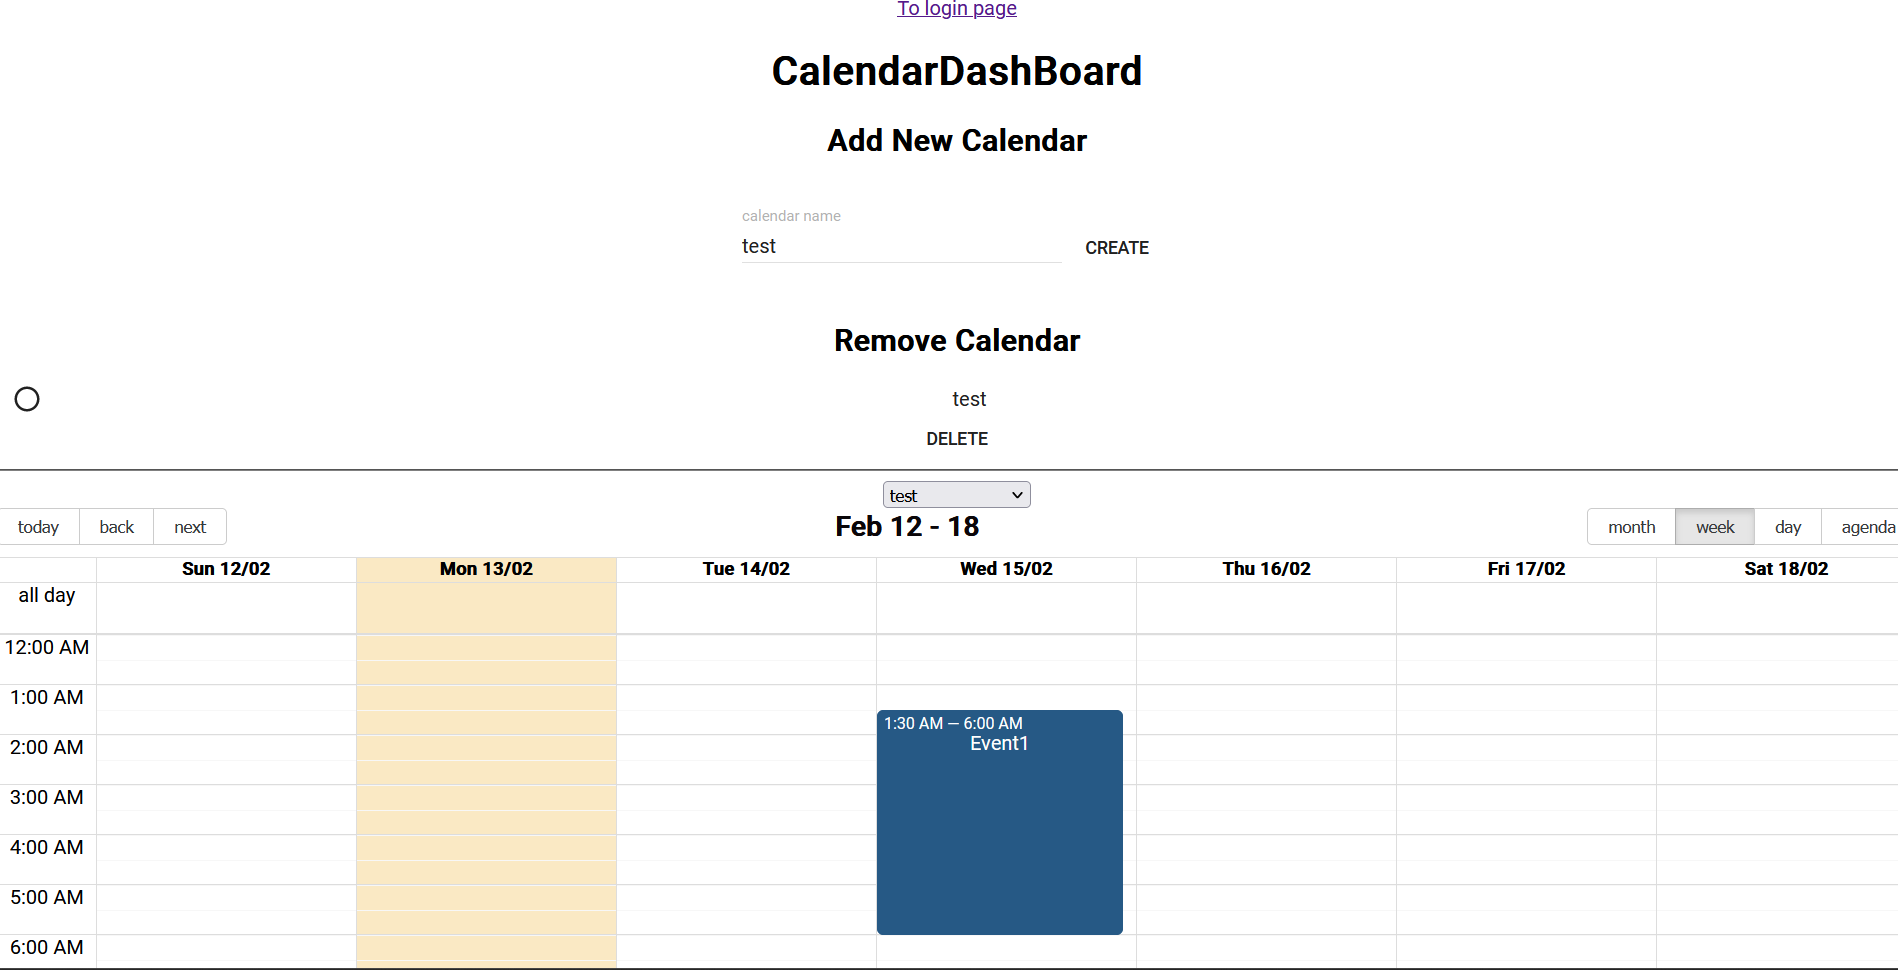 To login page
CalendarDashBoard
Add New Calendar
calendar name
test
CREATE
Remove Calendar
test
DELETE
test
today back next
Feb 12 - 18
month week day agenda
Sun 12/02 Mon 13/02 Tue 14/02 Wed 15/02 Thu 16/02 Fri 17/02 Sat 18/02
all day
12:00 AM
1:00 AM
1:30 AM — 6:00 AM
Event1
2:00 AM
3:00 AM
4:00 AM
5:00 AM
6:00 AM